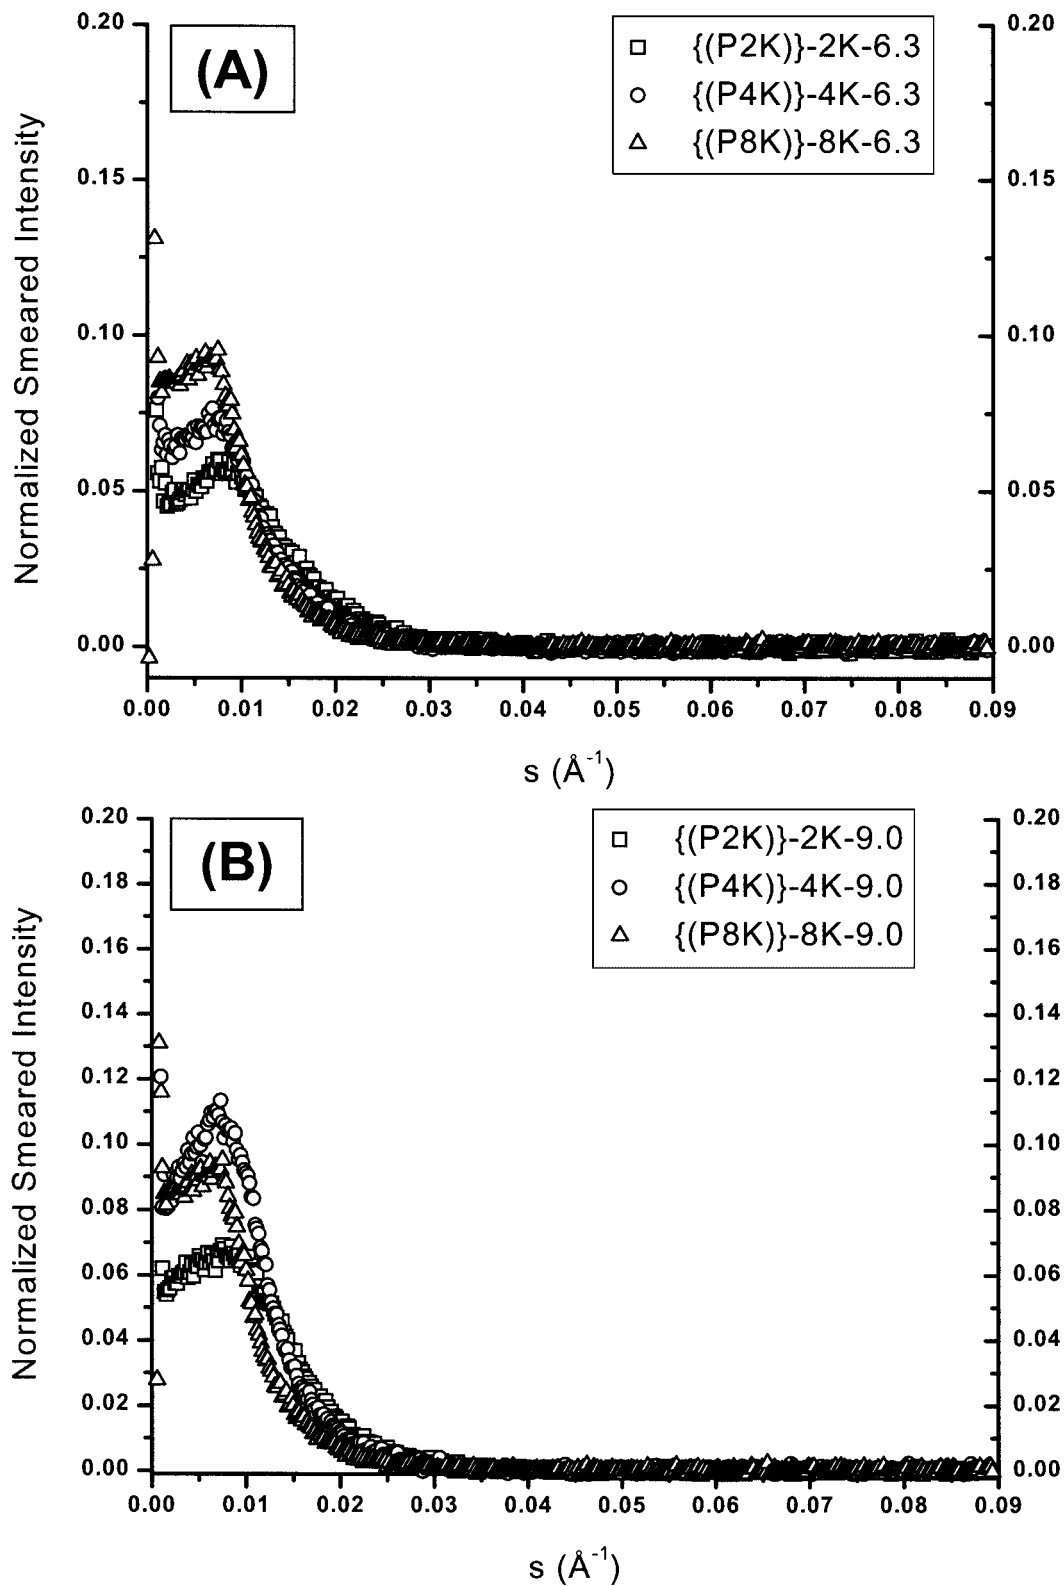 (A)
{(P2K)}-2K-6.3
{(P4K)}-4K-6.3
{(P8K)}-8K-6.3
Normalized Smeared Intensity
0.20
0.15
0.10
0.05
0.00
0.20
0.15
0.10
0.05
0.00
0.00 0.01 0.02 0.03 0.04 0.05 0.06 0.07 0.08 0.09
s (Å⁻¹)
(B)
{(P2K)}-2K-9.0
{(P4K)}-4K-9.0
{(P8K)}-8K-9.0
Normalized Smeared Intensity
0.20
0.18
0.16
0.14
0.12
0.10
0.08
0.06
0.04
0.02
0.00
0.20
0.18
0.16
0.14
0.12
0.10
0.08
0.06
0.04
0.02
0.00
0.00 0.01 0.02 0.03 0.04 0.05 0.06 0.07 0.08 0.09
s (Å⁻¹)